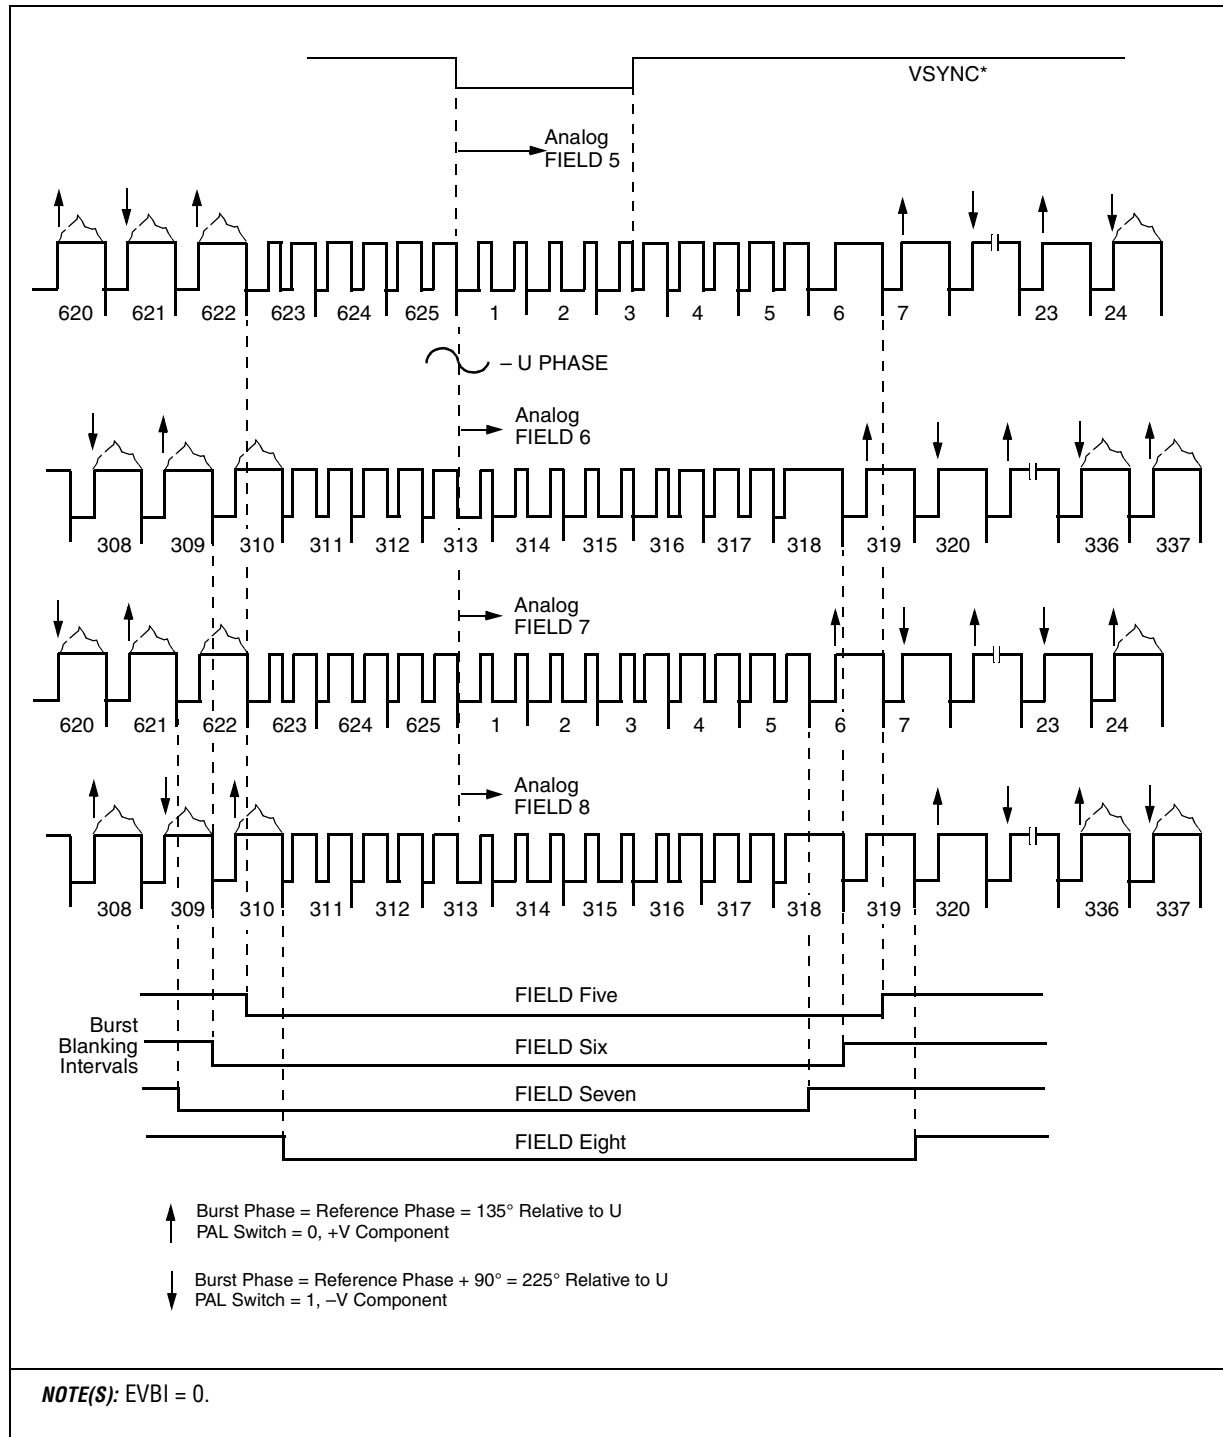 VSYNC*
Analog
FIELD 5
620 621 622 623 624 625 1 2 3 4 5 6 7 23 24
– U PHASE
Analog
FIELD 6
308 309 310 311 312 313 314 315 316 317 318 319 320 336 337
Analog
FIELD 7
620 621 622 623 624 625 1 2 3 4 5 6 7 23 24
Analog
FIELD 8
308 309 310 311 312 313 314 315 316 317 318 319 320 336 337
Burst
Blanking
Intervals
FIELD Five
FIELD Six
FIELD Seven
FIELD Eight
Burst Phase = Reference Phase = 135° Relative to U
PAL Switch = 0, +V Component
Burst Phase = Reference Phase + 90° = 225° Relative to U
PAL Switch = 1, –V Component
NOTE(S): EVBI = 0.